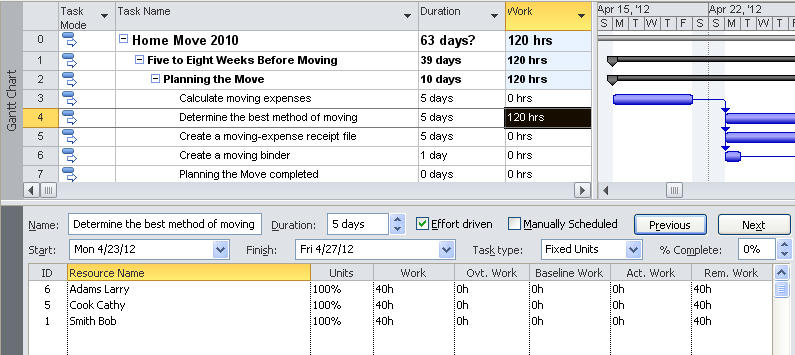 Task Mode Task Name Duration Work Apr 15, '12 Apr 22, '12
S M T W T F S S M T W T F S
0 Home Move 2010 63 days? 120 hrs
1 Five to Eight Weeks Before Moving 39 days 120 hrs
2 Planning the Move 10 days 120 hrs
3 Calculate moving expenses 5 days 0 hrs
4 Determine the best method of moving 5 days 120 hrs
5 Create a moving-expense receipt file 5 days 0 hrs
6 Create a moving binder 1 day 0 hrs
7 Planning the Move completed 0 days 0 hrs
Gantt Chart
Name: Determine the best method of moving Duration: 5 days Effort driven Manually Scheduled Previous Next
Start: Mon 4/23/12 Finish: Fri 4/27/12 Task type: Fixed Units % Complete: 0%
ID Resource Name Units Work Ovt. Work Baseline Work Act. Work Rem. Work
6 Adams Larry 100% 40h 0h 0h 0h 40h
5 Cook Cathy 100% 40h 0h 0h 0h 40h
1 Smith Bob 100% 40h 0h 0h 0h 40h